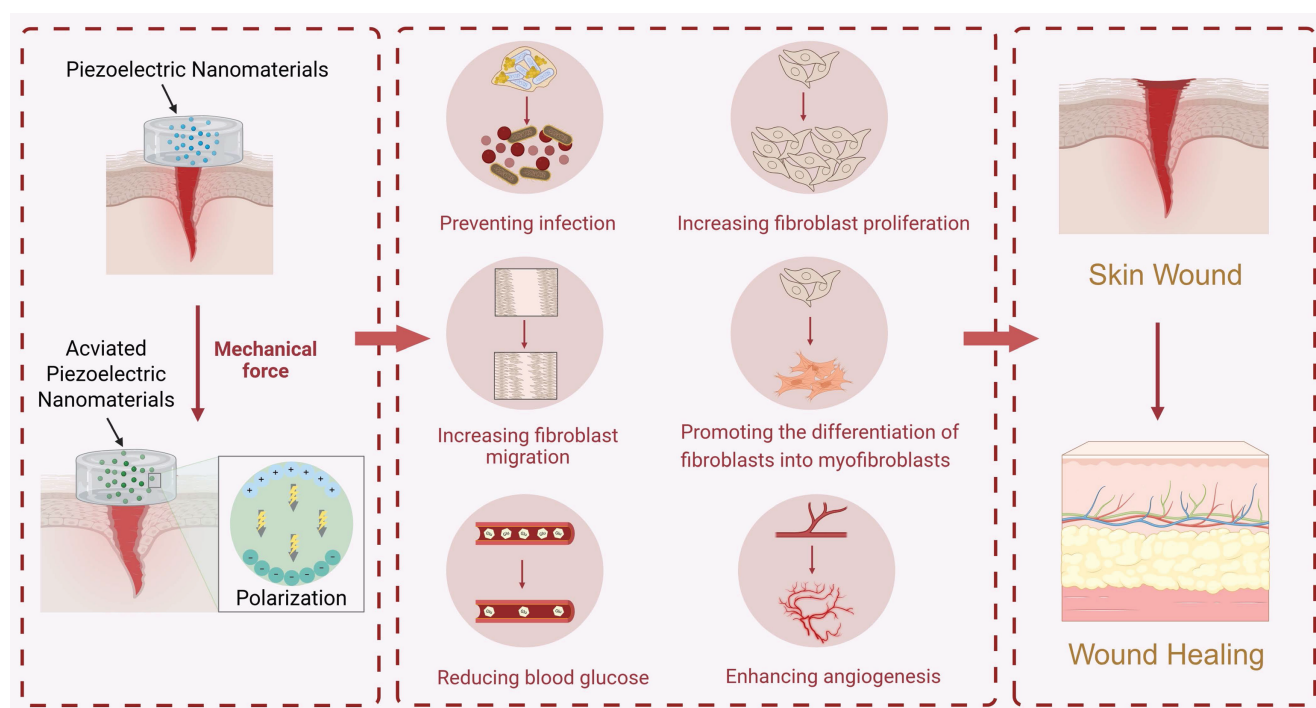 Piezoelectric Nanomaterials
Mechanical
force
Acviated
Piezoelectric
Nanomaterials
Polarization
Preventing infection
Increasing fibroblast proliferation
Increasing fibroblast
migration
Promoting the differentiation of
fibroblasts into myofibroblasts
Reducing blood glucose
Enhancing angiogenesis
Skin Wound
Wound Healing